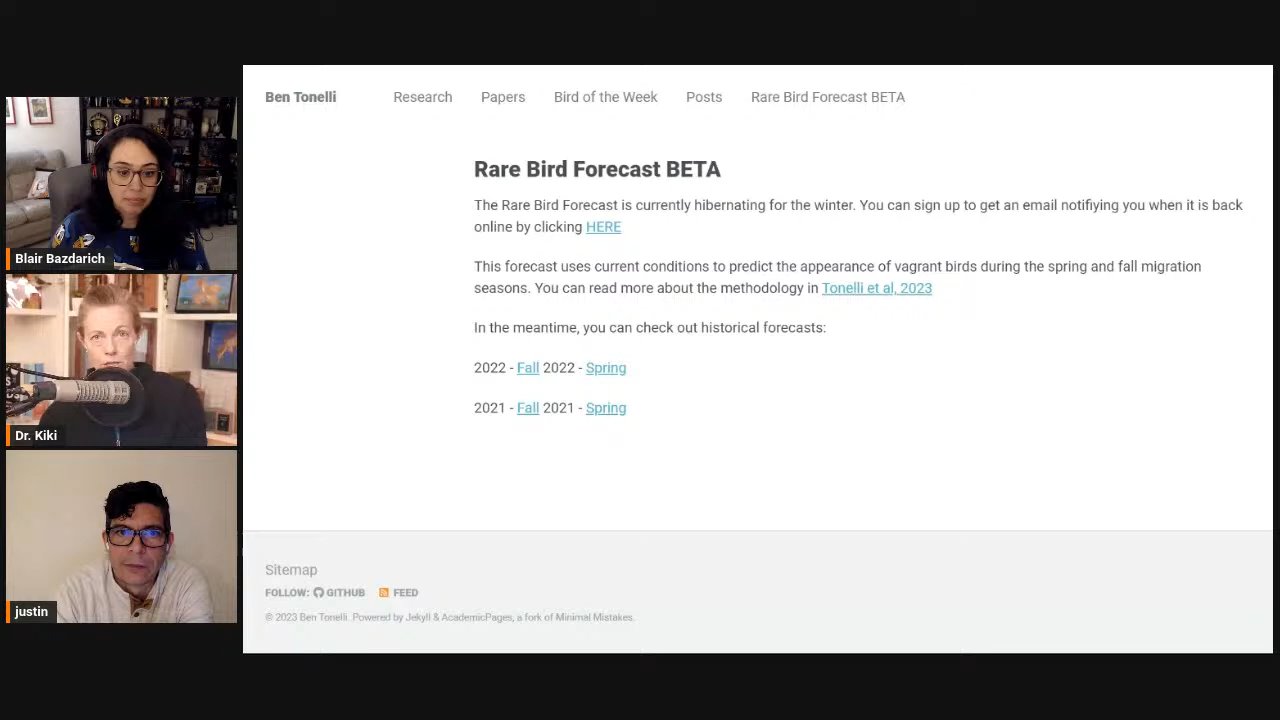 Ben Tonelli Research Papers Bird of the Week Posts Rare Bird Forecast BETA
Rare Bird Forecast BETA
The Rare Bird Forecast is currently hibernating for the winter. You can sign up to get an email notifiying you when it is back
online by clicking HERE
This forecast uses current conditions to predict the appearance of vagrant birds during the spring and fall migration
seasons. You can read more about the methodology in Tonelli et al, 2023
In the meantime, you can check out historical forecasts:
2022 - Fall 2022 - Spring
2021 - Fall 2021 - Spring
Sitemap
FOLLOW: GITHUB FEED
© 2023 Ben Tonelli. Powered by Jekyll & AcademicPages, a fork of Minimal Mistakes.
Blair Bazdarich
Dr. Kiki
justin